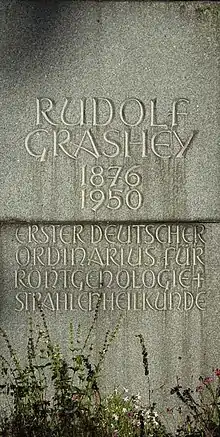 RUDOLF
GRASHEY
1876
1950
ERSTER DEUTSCHER
ORDINARIUS FÜR
RÖNTGENOLOGIE +
STRAHLENHEILKUNDE